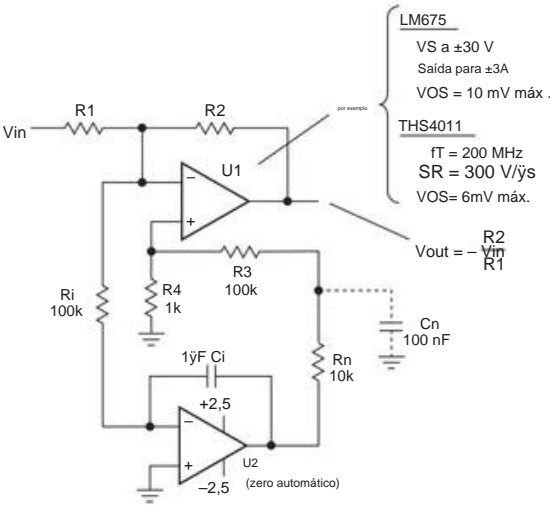 LM675
VS a ±30 V
Saída para ±3A
VOS = 10 mV máx .
THS4011
fT = 200 MHz
SR = 300 V/ÿs
VOS= 6mV máx.
por exemplo
R1
R2
Vin
U1
–
+
Vout = – Vin
R2
R1
R3
100k
R4
1k
Ri
100k
Cn
100 nF
Rn
10k
1ÿF Ci
+2,5
–
+
U2
–2,5
(zero automático)